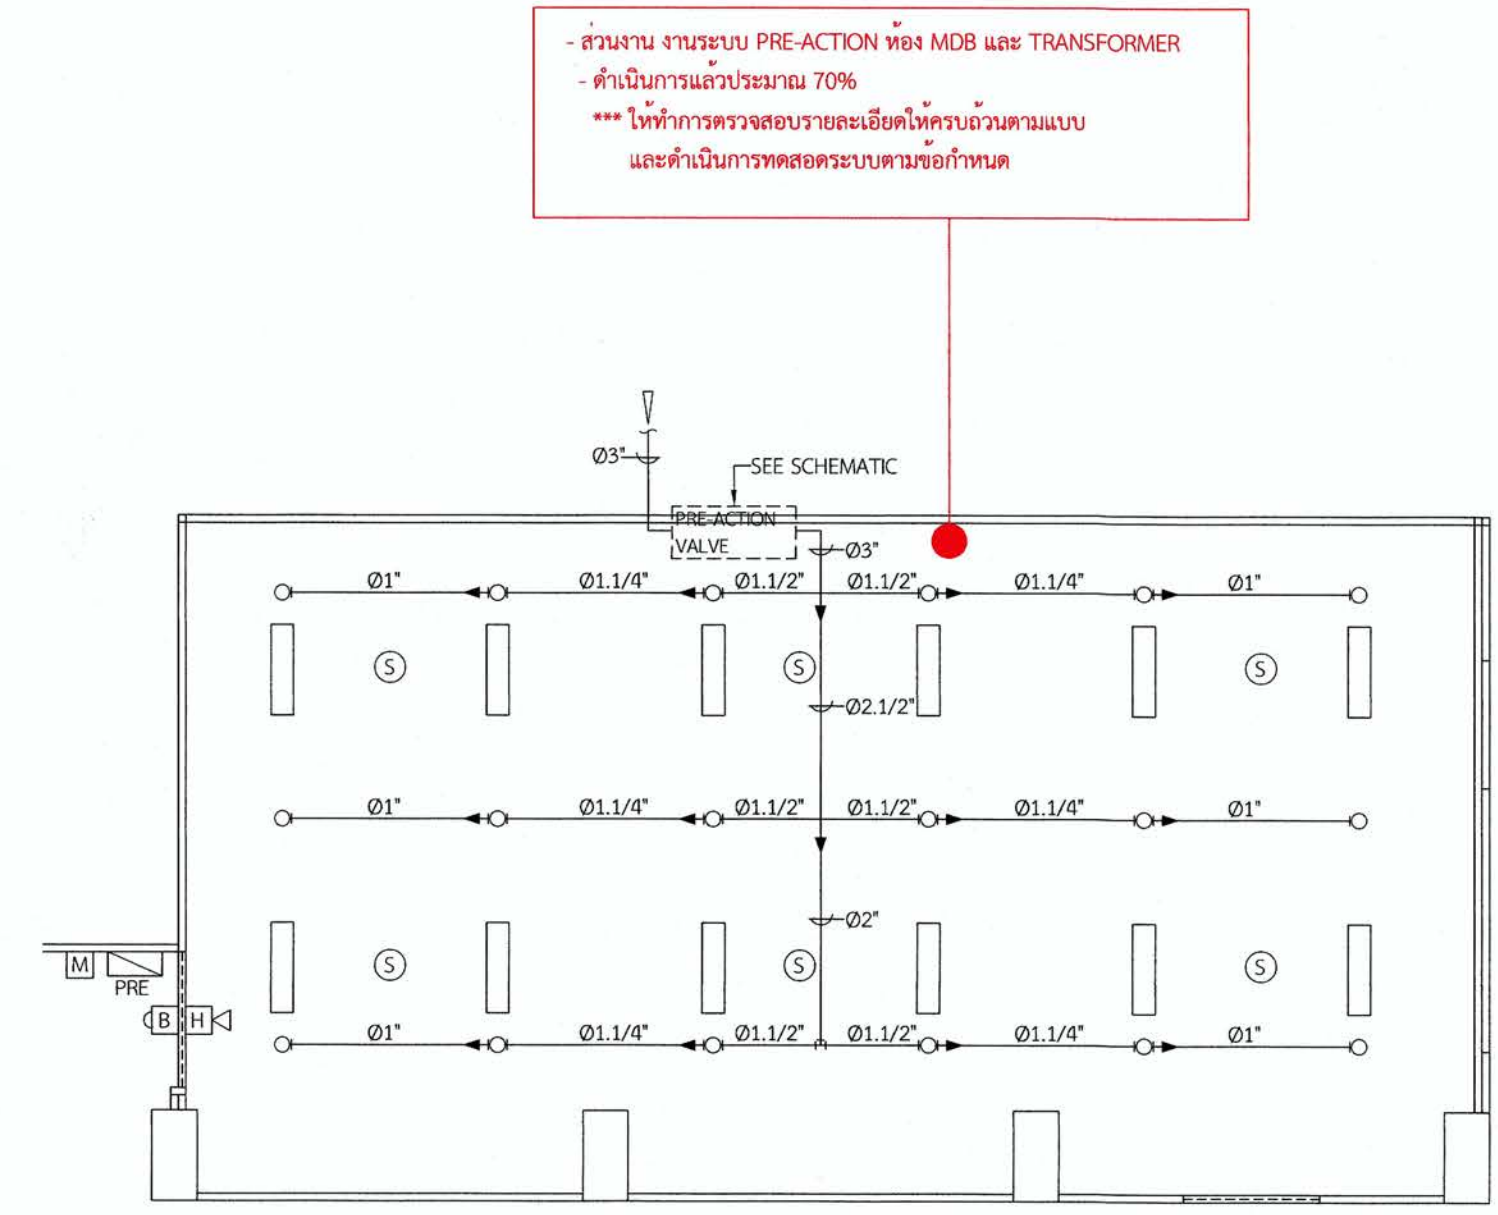 - ส่วนงาน งานระบบ PRE-ACTION ห้อง MDB และ TRANSFORMER
- ดำเนินการแล้วประมาณ 70%
*** ให้ทำการตรวจสอบรายละเอียดให้ครบถ้วนตามแบบ
และดำเนินการทดสอดระบบตามข้อกำหนด
Ø3"
SEE SCHEMATIC
PRE-ACTION
VALVE
Ø3"
Ø1" Ø1.1/4" Ø1.1/2" Ø1.1/2" Ø1.1/4" Ø1"
S S S
Ø2.1/2"
Ø1" Ø1.1/4" Ø1.1/2" Ø1.1/2" Ø1.1/4" Ø1"
Ø2"
S S S
M
PRE
B H
Ø1" Ø1.1/4" Ø1.1/2" Ø1.1/2" Ø1.1/4" Ø1"